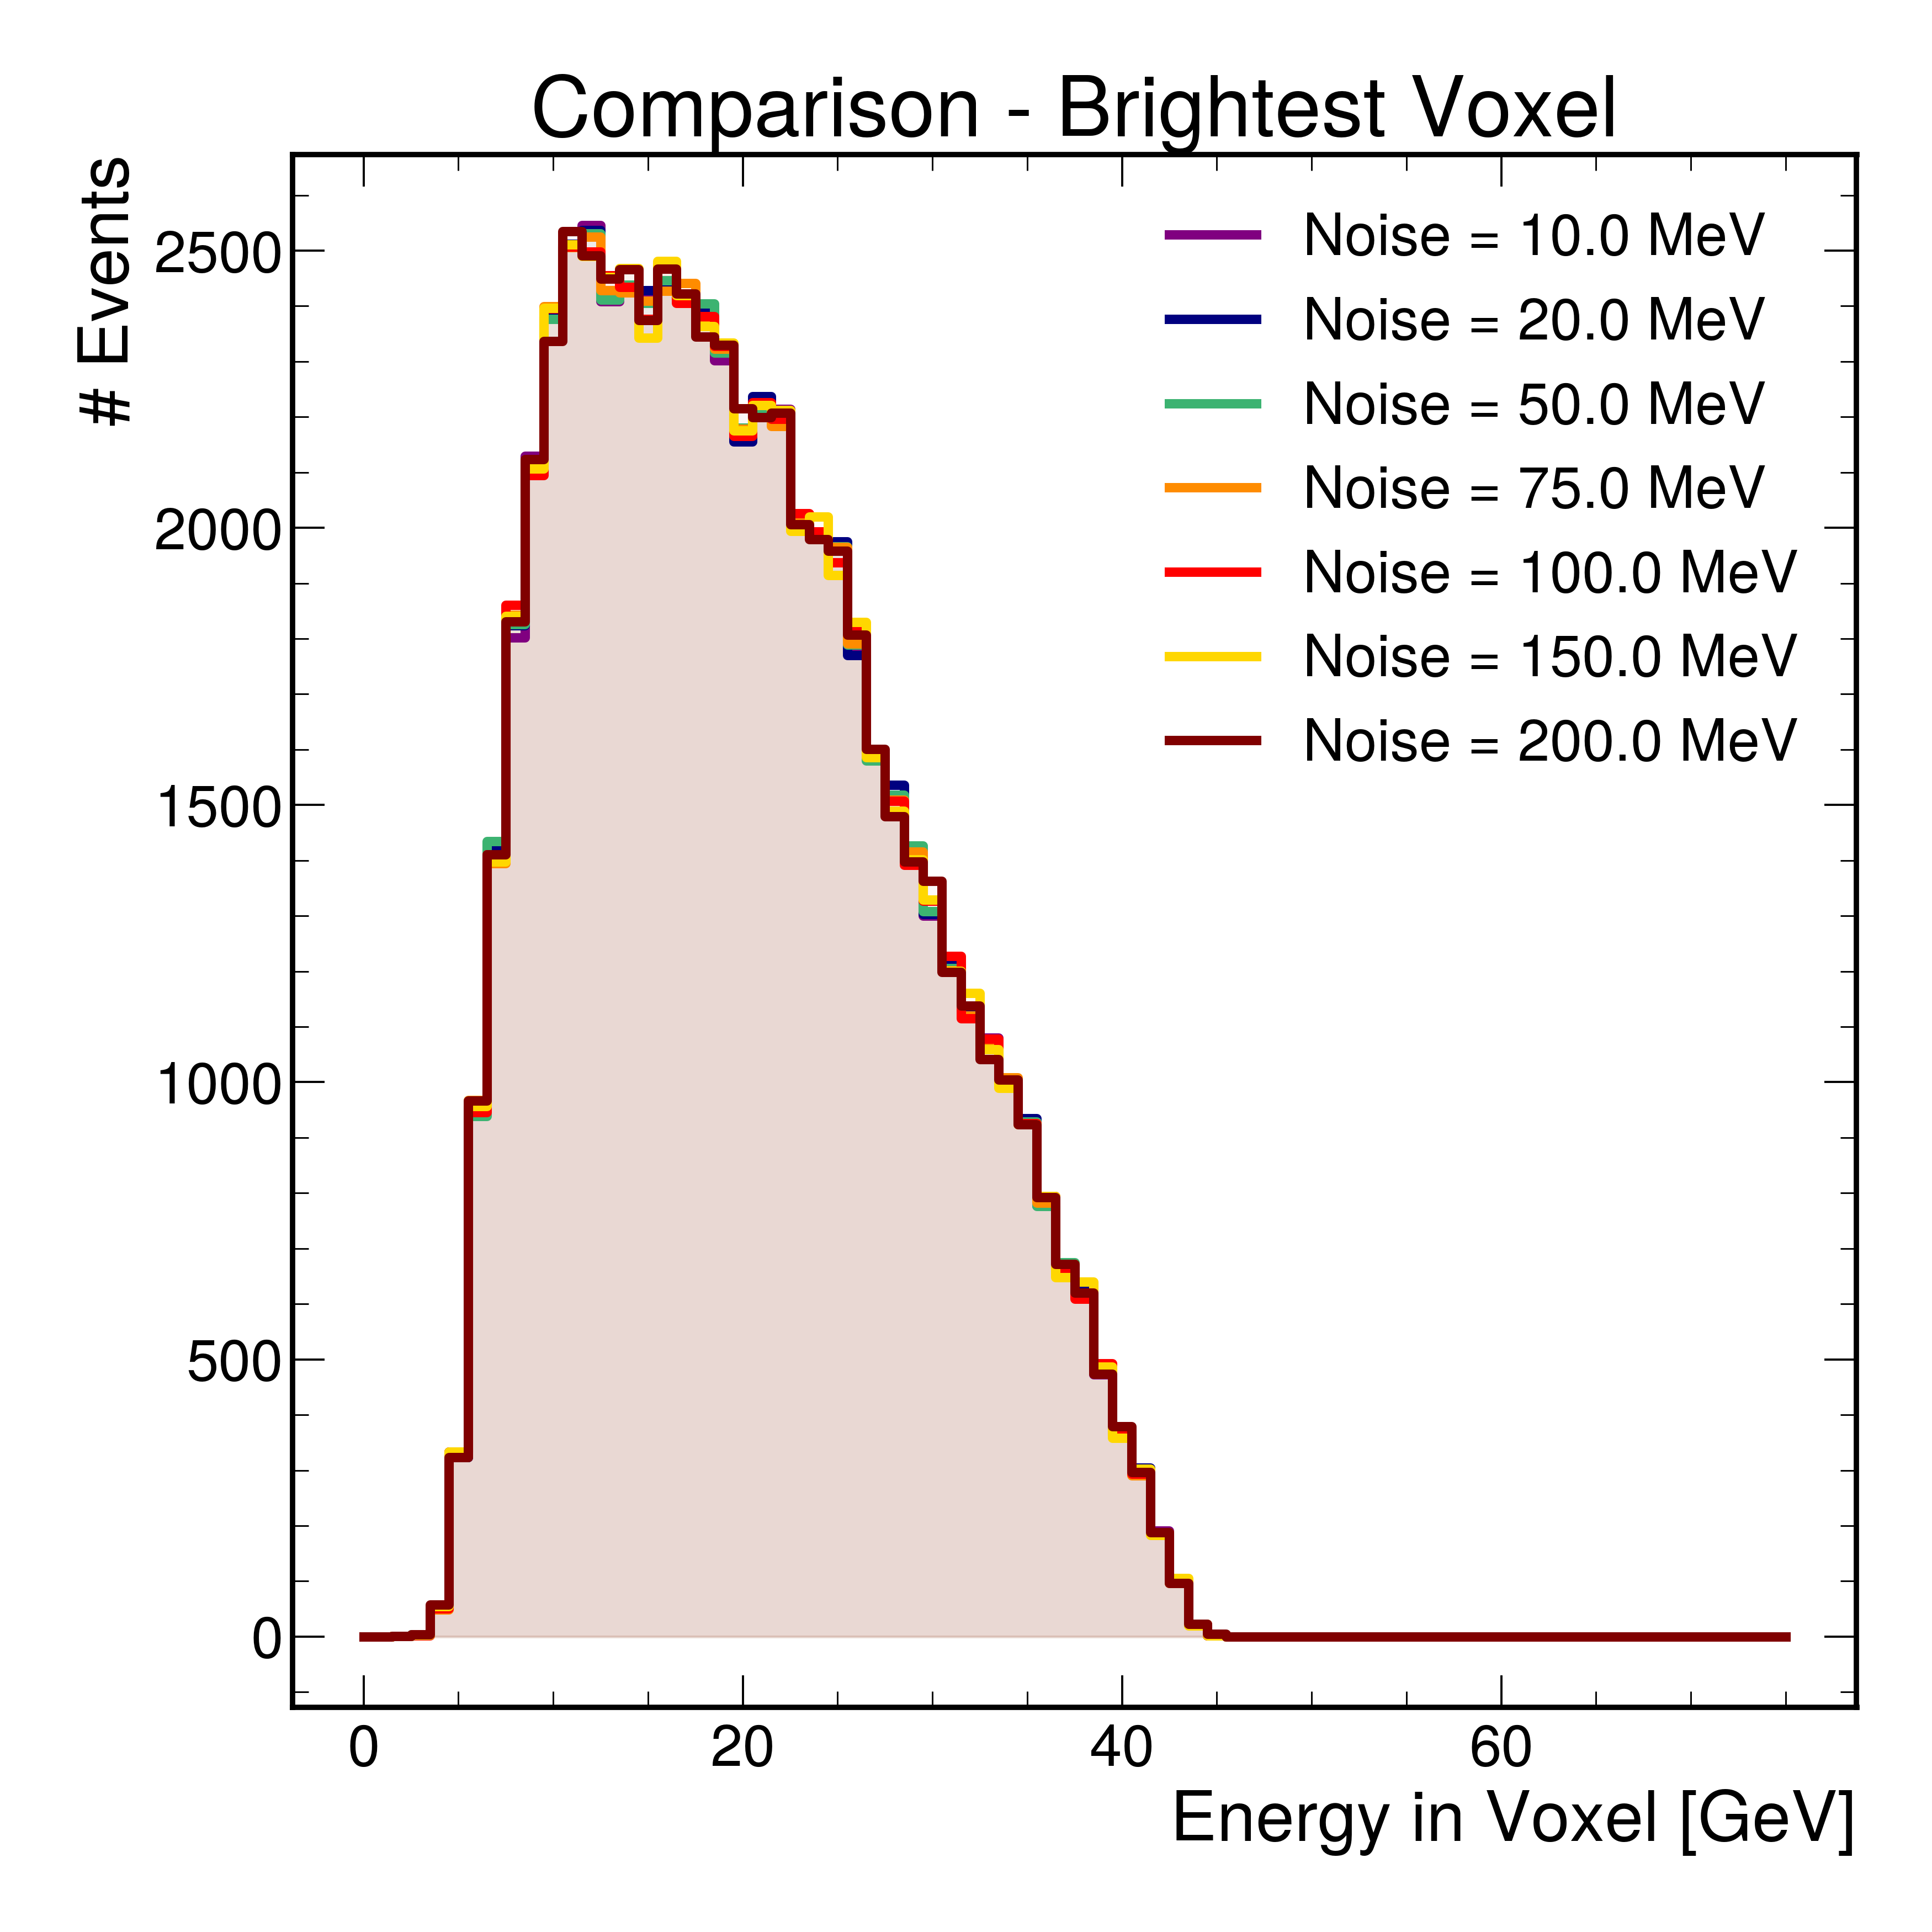 Comparison - Brightest Voxel
# Events
2500
2000
1500
1000
500
0
Noise = 10.0 MeV
Noise = 20.0 MeV
Noise = 50.0 MeV
Noise = 75.0 MeV
Noise = 100.0 MeV
Noise = 150.0 MeV
Noise = 200.0 MeV
0 20 40 60
Energy in Voxel [GeV]